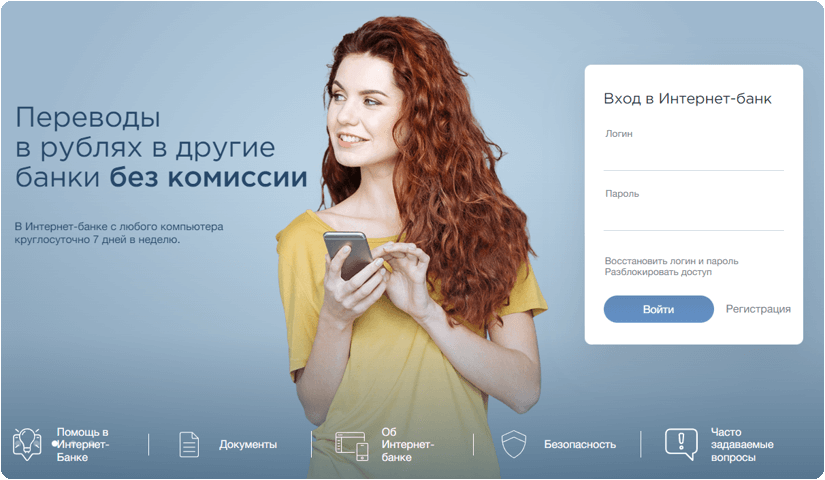 Переводы
в рублях в другие
банки без комиссии
В Интернет-банке с любого компьютера
круглосуточно 7 дней в неделю.
Вход в Интернет-банк
Логин
Пароль
Восстановить логин и пароль
Разблокировать доступ
Войти
Регистрация
Помощь в
Интернет-
Банке
Документы
Об
Интернет-
банке
Безопасность
Часто
задаваемые
вопросы